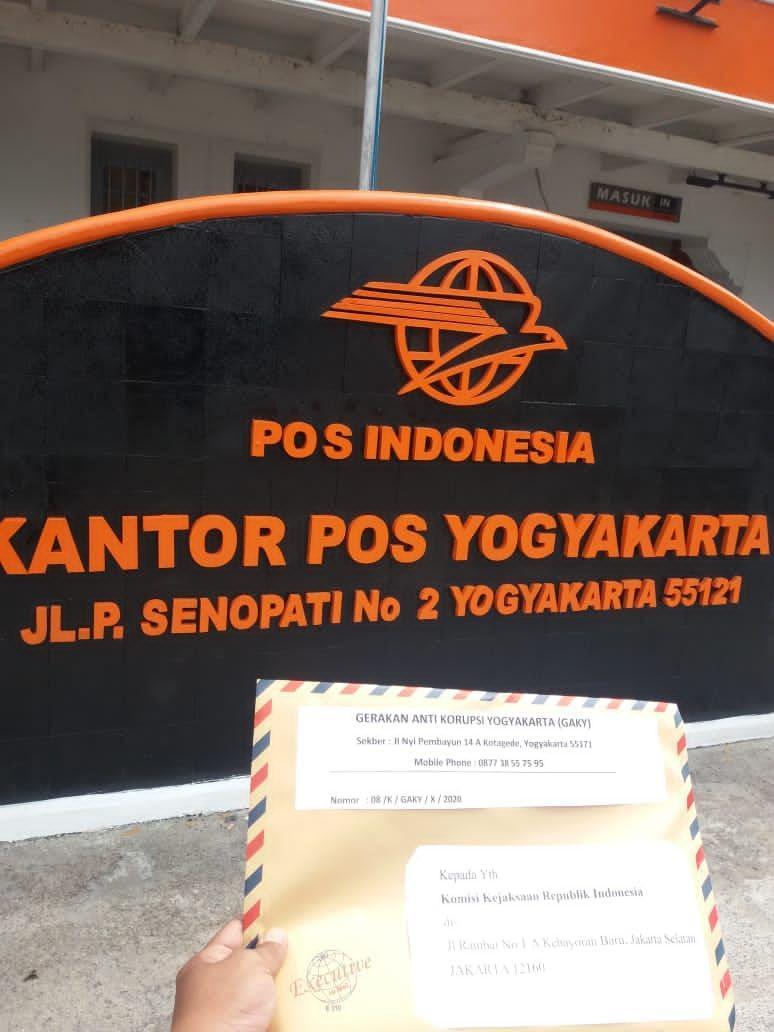 MASUK IN
POS INDONESIA
KANTOR POS YOGYAKARTA
JL.P. SENOPATI No 2 YOGYAKARTA 55121
GERAKAN ANTI KORUPSI YOGYAKARTA (GAKY)
Sekber : Jl Nyi Pembayun 14 A Kotagede, Yogyakarta 55171
Mobile Phone : 0877 38 55 75 95
Nomor : 08 /K / GAKY / X / 2020
Kepada Yth
Komisi Kejaksaan Republik Indonesia
di-
Jl Rambai No 1 A Kebayoran Baru, Jakarta Selatan
JAKARTA 12160
Executive